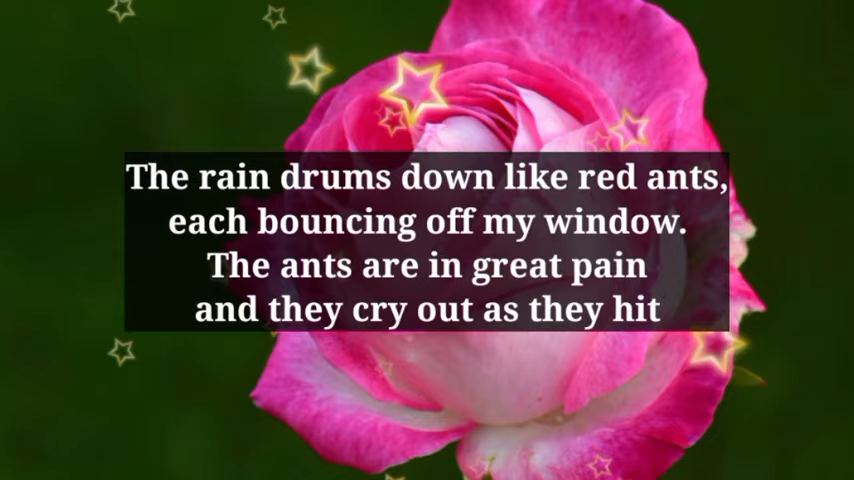 The rain drums down like red ants,
each bouncing off my window.
The ants are in great pain
and they cry out as they hit